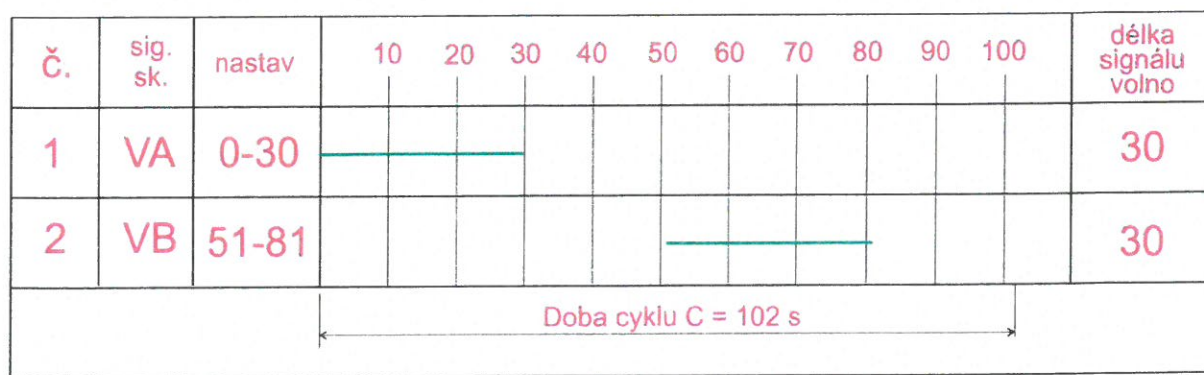 č.
sig.
sk.
nastav
10 20 30 40 50 60 70 80 90 100
délka
signálu
volno
1 VA 0-30 30
2 VB 51-81 30
Doba cyklu C = 102 s